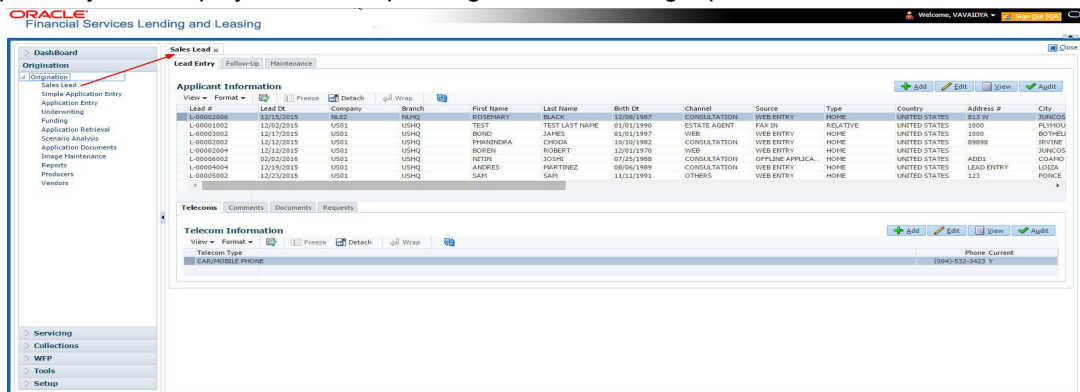 ORACLE
Financial Services Lending and Leasing
Welcome, VAVAIDYA
Sign Out [QA]
DashBoard
Origination
Origination
Sales Lead
Simple Application Entry
Application Entry
Underwriting
Funding
Application Retrieval
Scenario Analysis
Application Documents
Image Maintenance
Reports
Producers
Vendors
Servicing
Collections
WFP
Tools
Setup
Sales Lead x
Close
Lead Entry Follow-Up Maintenance
Applicant Information
Add Edit View Audit
View Format Freeze Detach Wrap
Lead # Lead Dt Company Branch First Name Last Name Birth Dt Channel Source Type Country Address # City
L-00002006 12/15/2015 NL02 NLHQ ROSEMARY BLACK 12/08/1987 CONSULTATION WEB ENTRY HOME UNITED STATES 813 W JUNCOS
L-00001002 12/02/2015 US01 USHQ TEST TEST LAST NAME 01/01/1990 ESTATE AGENT FAX IN RELATIVE UNITED STATES 1000 PLYMOU
L-00003002 12/17/2015 US01 USHQ BOND JAMES 01/01/1997 WEB WEB ENTRY HOME UNITED STATES 1000 BOTHELL
L-00002002 12/12/2015 US01 USHQ PHANINDRA CHODA 10/10/1982 CONSULTATION WEB ENTRY HOME UNITED STATES 89898 IRVINE
L-00002004 12/12/2015 US01 USHQ BOREN ROBERT 12/01/1970 WEB WEB ENTRY HOME UNITED STATES JUNCOS
L-00006002 02/02/2016 US01 USHQ NITIN JOSHI 07/25/1988 CONSULTATION OFFLINE APPLICA... HOME UNITED STATES ADD1 COAMO
L-00004004 12/19/2015 US01 USHQ ANDRES MARTINEZ 08/06/1989 CONSULTATION WEB ENTRY HOME UNITED STATES LEAD ENTRY LOIZA
L-00005002 12/23/2015 US01 USHQ SAM SAM 11/11/1991 OTHERS WEB ENTRY HOME UNITED STATES 123 PONCE
Telecoms Comments Documents Requests
Telecom Information
Add Edit View Audit
View Format Freeze Detach Wrap
Telecom Type Phone Current
CAR/MOBILE PHONE (004)-532-3423 Y